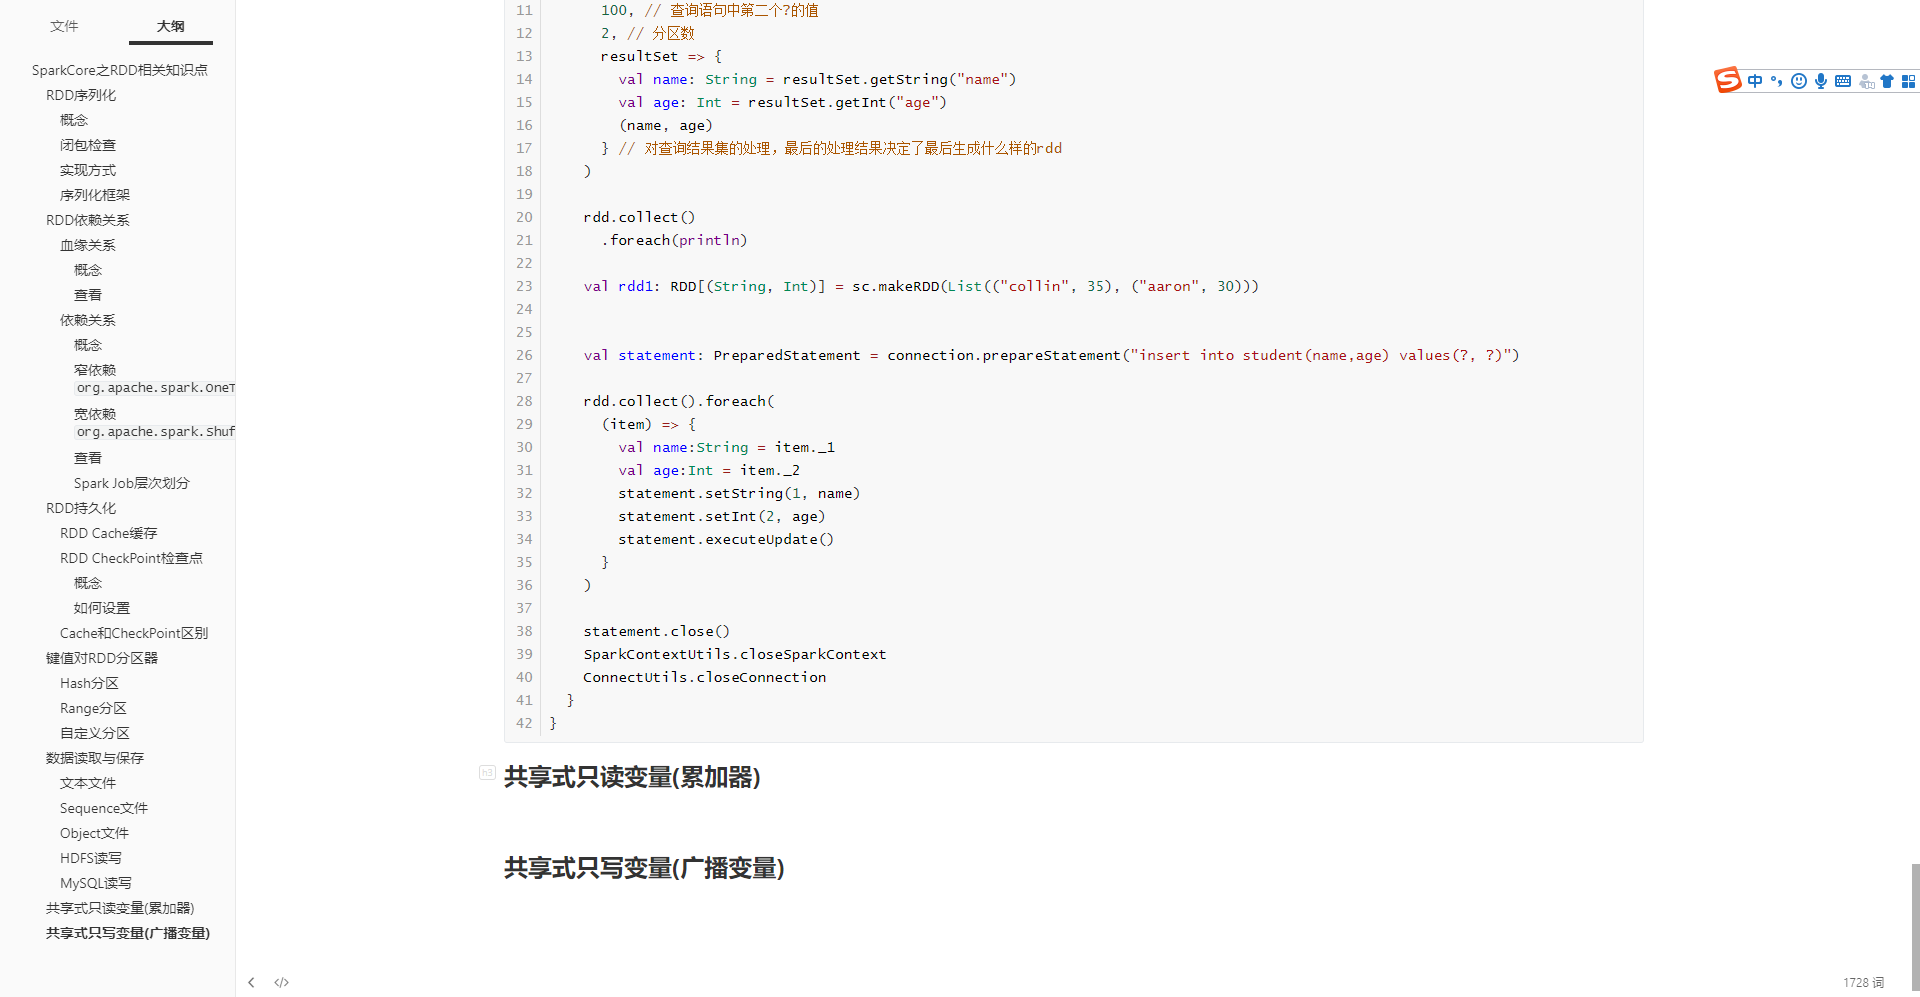 文件
大纲
SparkCore之RDD相关知识点
RDD序列化
概念
闭包检查
实现方式
序列化框架
RDD依赖关系
血缘关系
概念
查看
依赖关系
概念
窄依赖
org.apache.spark.OneT
宽依赖
org.apache.spark.Shuf
查看
Spark Job层次划分
RDD持久化
RDD Cache缓存
RDD CheckPoint检查点
概念
如何设置
Cache和CheckPoint区别
键值对RDD分区器
Hash分区
Range分区
自定义分区
数据读取与保存
文本文件
Sequence文件
Object文件
HDFS读写
MySQL读写
共享式只读变量(累加器)
共享式只写变量(广播变量)
11 100, // 查询语句中第二个?的值
12 2, // 分区数
13 resultSet => {
14 val name: String = resultSet.getString("name")
15 val age: Int = resultSet.getInt("age")
16 (name, age)
17 } // 对查询结果集的处理，最后的处理结果决定了最后生成什么样的rdd
18 )
19
20 rdd.collect()
21 .foreach(println)
22
23 val rdd1: RDD[(String, Int)] = sc.makeRDD(List(("collin", 35), ("aaron", 30)))
24
25
26 val statement: PreparedStatement = connection.prepareStatement("insert into student(name,age) values(?, ?)")
27
28 rdd.collect().foreach(
29 (item) => {
30 val name:String = item._1
31 val age:Int = item._2
32 statement.setString(1, name)
33 statement.setInt(2, age)
34 statement.executeUpdate()
35 }
36 )
37
38 statement.close()
39 SparkContextUtils.closeSparkContext
40 ConnectUtils.closeConnection
41 }
42 }
h3 共享式只读变量(累加器)
共享式只写变量(广播变量)
S 中
</> 
1728 词